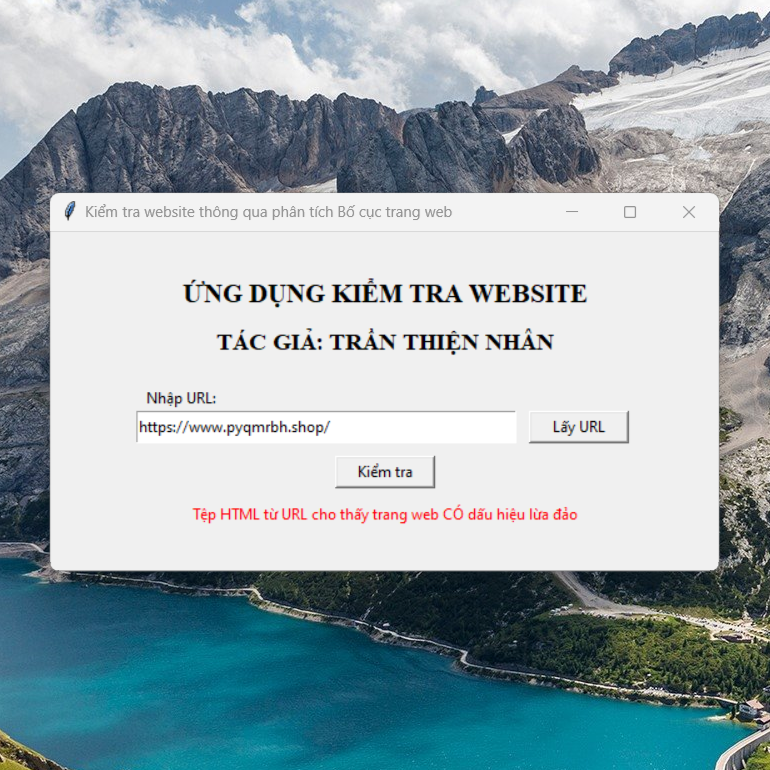 Kiểm tra website thông qua phân tích Bố cục trang web
ỨNG DỤNG KIỂM TRA WEBSITE
TÁC GIẢ: TRẦN THIỆN NHÂN
Nhập URL:
https://www.pyqmrbh.shop/
Lấy URL
Kiểm tra
Tệp HTML từ URL cho thấy trang web CÓ dấu hiệu lừa đảo